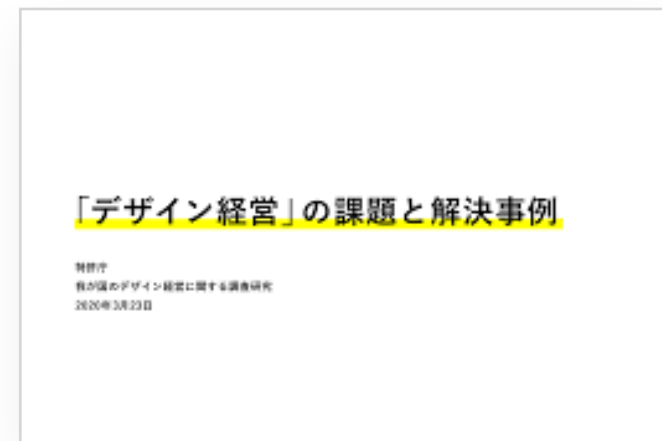 「デザイン経営」の課題と解決事例
特許庁
我が国のデザイン経営に関する調査研究
2020年3月23日